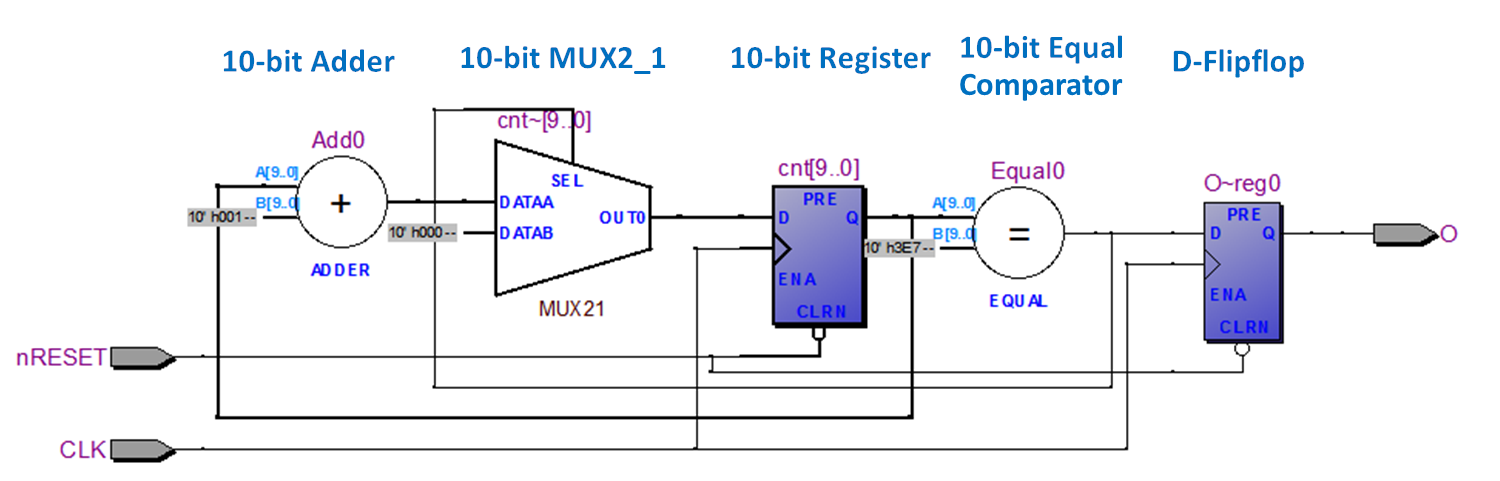 10-bit Adder
10-bit MUX2_1
10-bit Register
10-bit Equal
Comparator
D-Flipflop
Add0
A[9..0]
B[9..0]
10' h001--
+
ADDER
cnt~[9..0]
SEL
DATAA
DATAB
OUT0
10' h000--
MUX21
cnt[9..0]
PRE
D
Q
ENA
CLRN
Equal0
A[9..0]
B[9..0]
10' h3E7--
=
EQUAL
O~reg0
PRE
D
Q
ENA
CLRN
O
nRESET
CLK